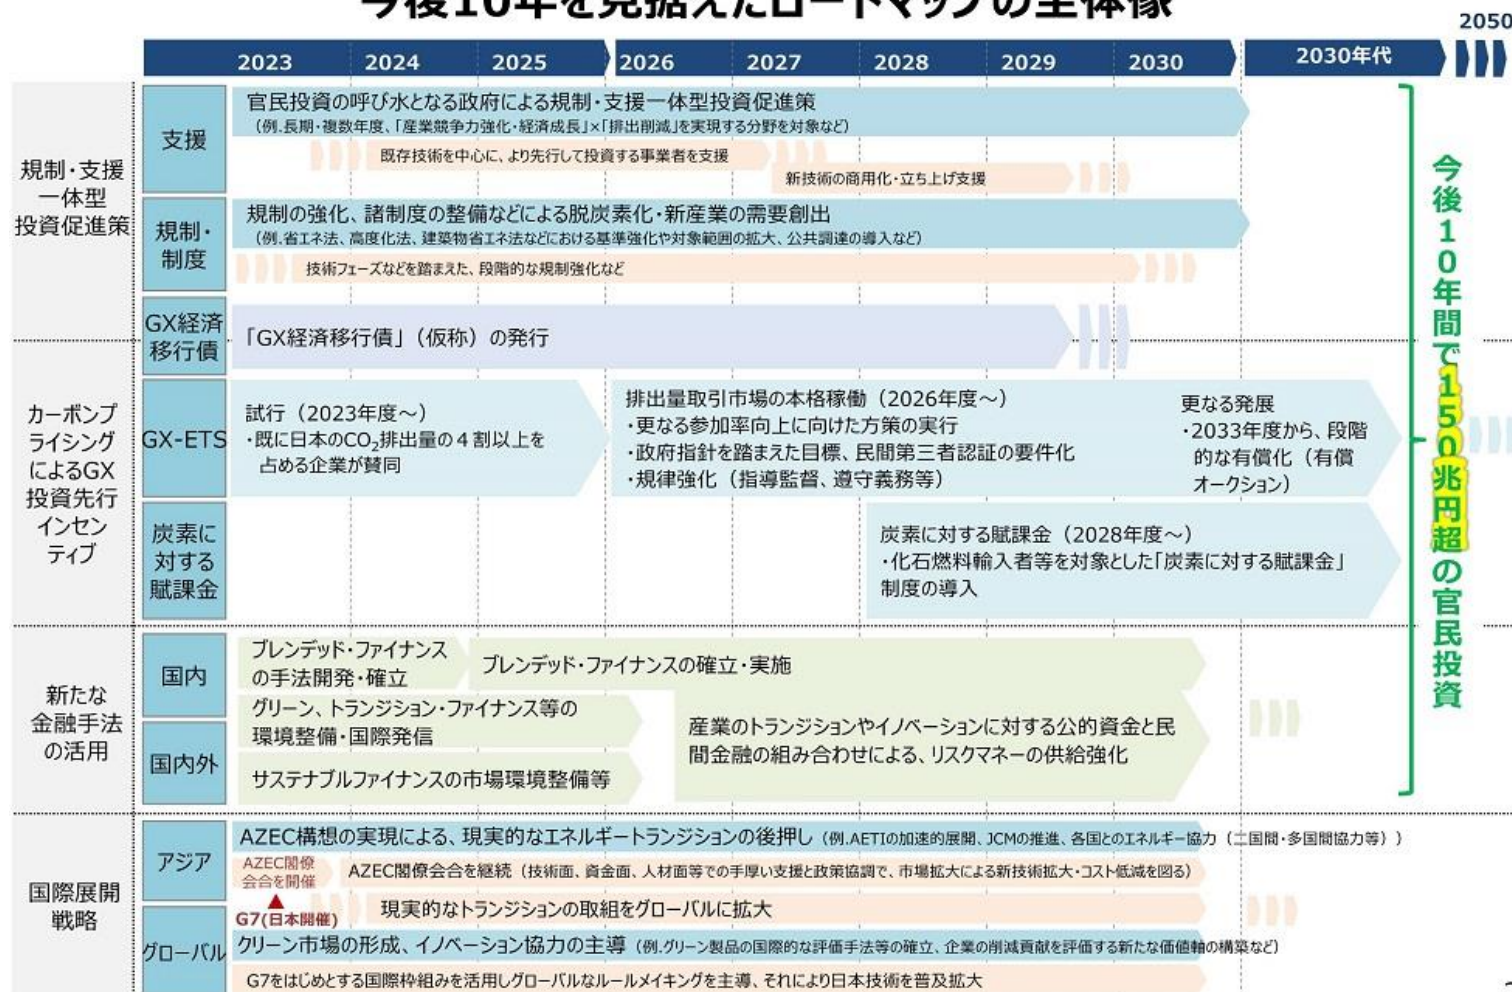 今後10年を見据えたロードマップの全体像
2050
2023 2024 2025 2026 2027 2028 2029 2030 2030年代
規制・支援
一体型
投資促進策
支援
官民投資の呼び水となる政府による規制・支援一体型投資促進策
（例.長期・複数年度、「産業競争力強化・経済成長」×「排出削減」を実現する分野を対象など）
既存技術を中心に、より先行して投資する事業者を支援
新技術の商用化・立ち上げ支援
規制・
制度
規制の強化、諸制度の整備などによる脱炭素化・新産業の需要創出
（例.省エネ法、高度化法、建築物省エネ法などにおける基準強化や対象範囲の拡大、公共調達の導入など）
技術フェーズなどを踏まえた、段階的な規制強化など
GX経済
移行債
「GX経済移行債」（仮称）の発行
カーボンプ
ライシング
によるGX
投資先行
インセン
ティブ
GX-ETS
試行（2023年度～）
・既に日本のCO2排出量の４割以上を
占める企業が賛同
排出量取引市場の本格稼働（2026年度～）
・更なる参加率向上に向けた方策の実行
・政府指針を踏まえた目標、民間第三者認証の要件化
・規律強化（指導監督、遵守義務等）
更なる発展
・2033年度から、段階
的な有償化（有償
オークション）
炭素に
対する
賦課金
炭素に対する賦課金（2028年度～）
・化石燃料輸入者等を対象とした「炭素に対する賦課金」
制度の導入
新たな
金融手法
の活用
国内
ブレンデッド・ファイナンス
の手法開発・確立
ブレンデッド・ファイナンスの確立・実施
国内外
グリーン、トランジション・ファイナンス等の
環境整備・国際発信
サステナブルファイナンスの市場環境整備等
産業のトランジションやイノベーションに対する公的資金と民
間金融の組み合わせによる、リスクマネーの供給強化
国際展開
戦略
アジア
AZEC構想の実現による、現実的なエネルギートランジションの後押し（例.AETIの加速的展開、JCMの推進、各国とのエネルギー協力（二国間・多国間協力等））
AZEC閣僚
会合を開催
AZEC閣僚会合を継続（技術面、資金面、人材面等での手厚い支援と政策協調で、市場拡大による新技術拡大・コスト低減を図る）
G7(日本開催)
現実的なトランジションの取組をグローバルに拡大
グローバル
クリーン市場の形成、イノベーション協力の主導（例.グリーン製品の国際的な評価手法等の確立、企業の削減貢献を評価する新たな価値軸の構築など）
G7をはじめとする国際枠組みを活用しグローバルなルールメイキングを主導、それにより日本技術を普及拡大
今後10年間で150兆円超の官民投資